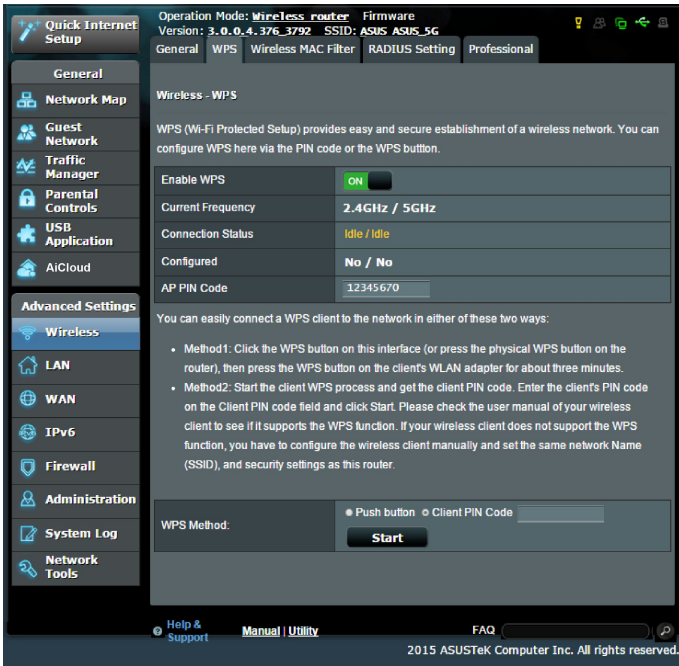 Quick Internet
Setup
Operation Mode: Wireless router Firmware
Version: 3.0.0.4.376_3792 SSID: ASUS ASUS_5G
General WPS Wireless MAC Filter RADIUS Setting Professional
General
Network Map
Guest
Network
Traffic
Manager
Parental
Controls
USB
Application
AiCloud
Advanced Settings
Wireless
LAN
WAN
IPv6
Firewall
Administration
System Log
Network
Tools
Wireless - WPS
WPS (Wi-Fi Protected Setup) provides easy and secure establishment of a wireless network. You can
configure WPS here via the PIN code or the WPS buttton.
Enable WPS ON
Current Frequency 2.4GHz / 5GHz
Connection Status Idle / Idle
Configured No / No
AP PIN Code 12345670
You can easily connect a WPS client to the network in either of these two ways:
• Method1: Click the WPS button on this interface (or press the physical WPS button on the
router), then press the WPS button on the client's WLAN adapter for about three minutes.
• Method2: Start the client WPS process and get the client PIN code. Enter the client's PIN code
on the Client PIN code field and click Start. Please check the user manual of your wireless
client to see if it supports the WPS function. If your wireless client does not support the WPS
function, you have to configure the wireless client manually and set the same network Name
(SSID), and security settings as this router.
WPS Method:
Push button Client PIN Code
Start
Help &
Support
Manual | Utility
FAQ
2015 ASUSTeK Computer Inc. All rights reserved.